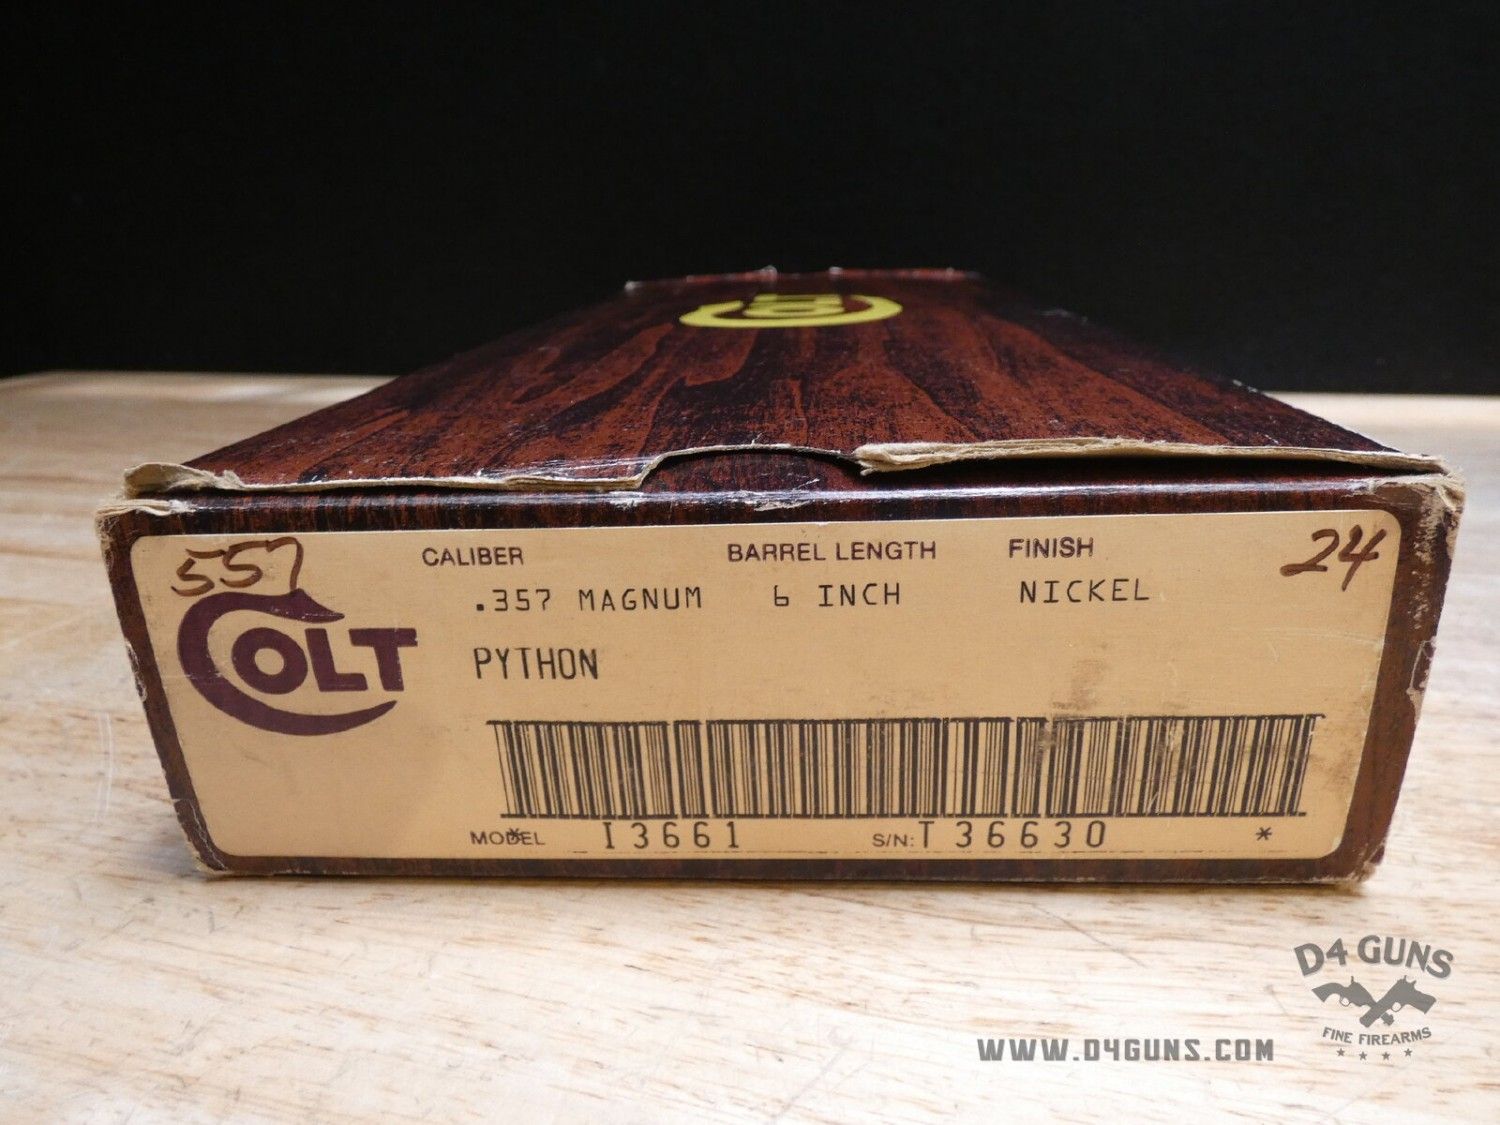 COLT
557
CALIBER BARREL LENGTH FINISH 24
.357 MAGNUM 6 INCH NICKEL
COLT
PYTHON
MODEL * I3661 S/N: T36630 *
D4 GUNS
FINE FIREARMS
WWW.D4GUNS.COM